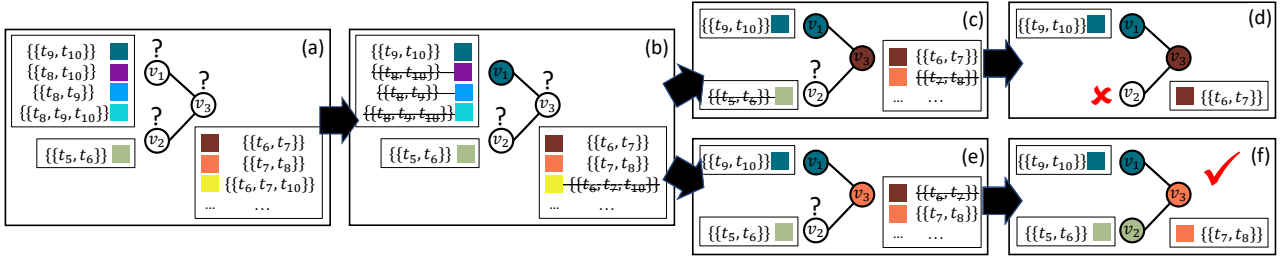 (a)
{{t₉, t₁₀}}
{{t₈, t₁₀}}
{{t₈, t₉}}
{{t₈, t₉, t₁₀}}
{{t₅, t₆}}
?
v₁
?
v₃
?
v₂
{{t₆, t₇}}
{{t₇, t₈}}
{{t₆, t₇, t₁₀}}
... ...
(b)
{{t₉, t₁₀}}
{{t₈, t₁₀}}
{{t₈, t₉}}
{{t₈, t₉, t₁₀}}
{{t₅, t₆}}
v₁
?
v₃
?
v₂
{{t₆, t₇}}
{{t₇, t₈}}
{{t₆, t₇, t₁₀}}
... ...
(c)
{{t₉, t₁₀}}
v₁
v₃
?
v₂
{{t₅, t₆}}
{{t₆, t₇}}
{{t₇, t₈}}
... ...
(d)
{{t₉, t₁₀}}
v₁
v₃
✘
v₂
{{t₆, t₇}}
(e)
{{t₉, t₁₀}}
v₁
v₃
?
v₂
{{t₅, t₆}}
{{t₆, t₇}}
{{t₇, t₈}}
... ...
(f)
{{t₉, t₁₀}}
v₁
v₃
v₂
{{t₅, t₆}}
{{t₇, t₈}}